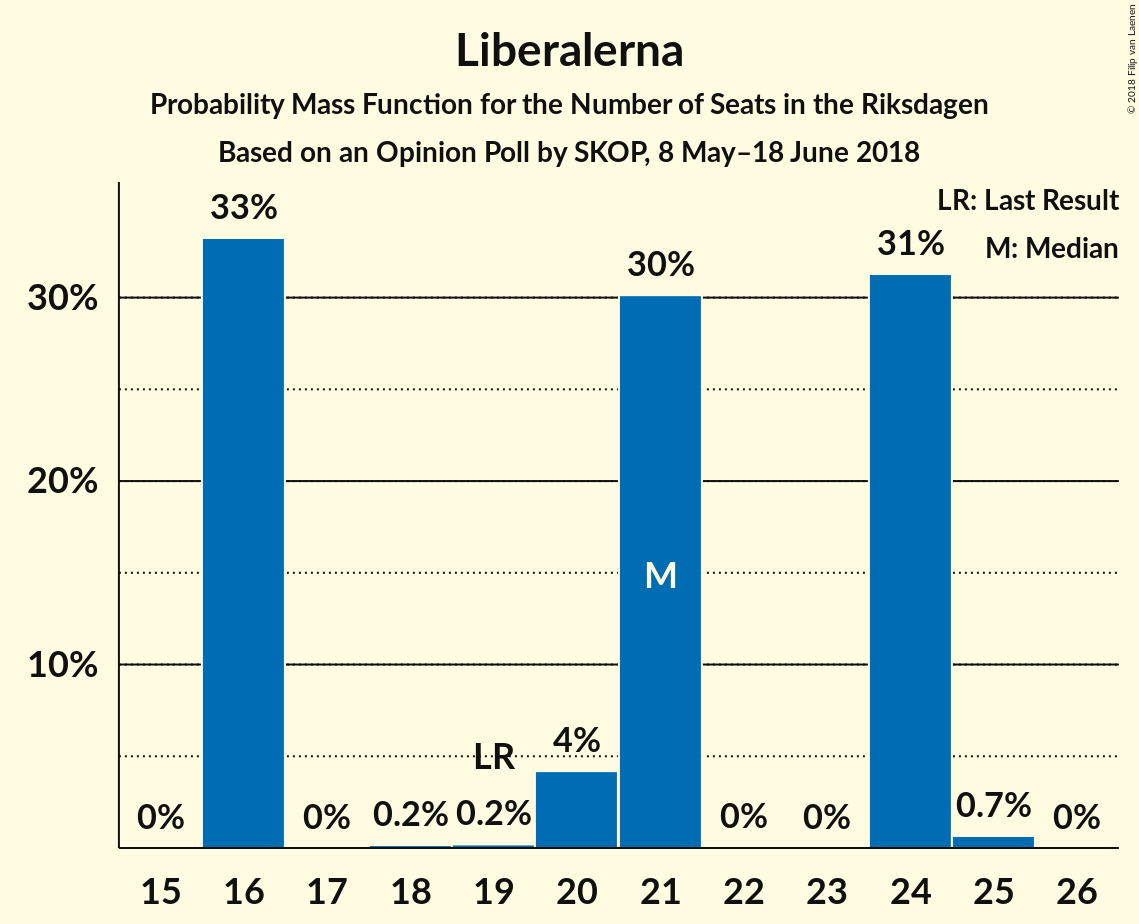 Liberalerna
Probability Mass Function for the Number of Seats in the Riksdagen
Based on an Opinion Poll by SKOP, 8 May–18 June 2018
© 2018 Filip van Laenen
LR: Last Result
M: Median
33%
31%
30%
30%
20%
M
10%
4%
LR
0%
0%
0.2%
0.2%
0%
0%
0.7%
0%
15 16 17 18 19 20 21 22 23 24 25 26